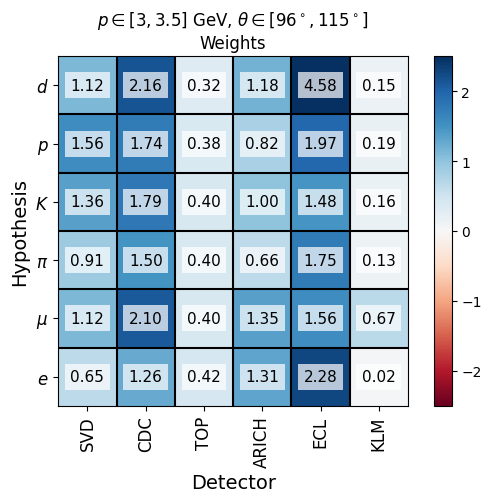 p ∈ [3, 3.5] GeV, θ ∈ [96°, 115°]
Weights
Hypothesis
d 1.12 2.16 0.32 1.18 4.58 0.15
p 1.56 1.74 0.38 0.82 1.97 0.19
K 1.36 1.79 0.40 1.00 1.48 0.16
π 0.91 1.50 0.40 0.66 1.75 0.13
μ 1.12 2.10 0.40 1.35 1.56 0.67
e 0.65 1.26 0.42 1.31 2.28 0.02
SVD CDC TOP ARICH ECL KLM
Detector
2
1
0
−1
−2